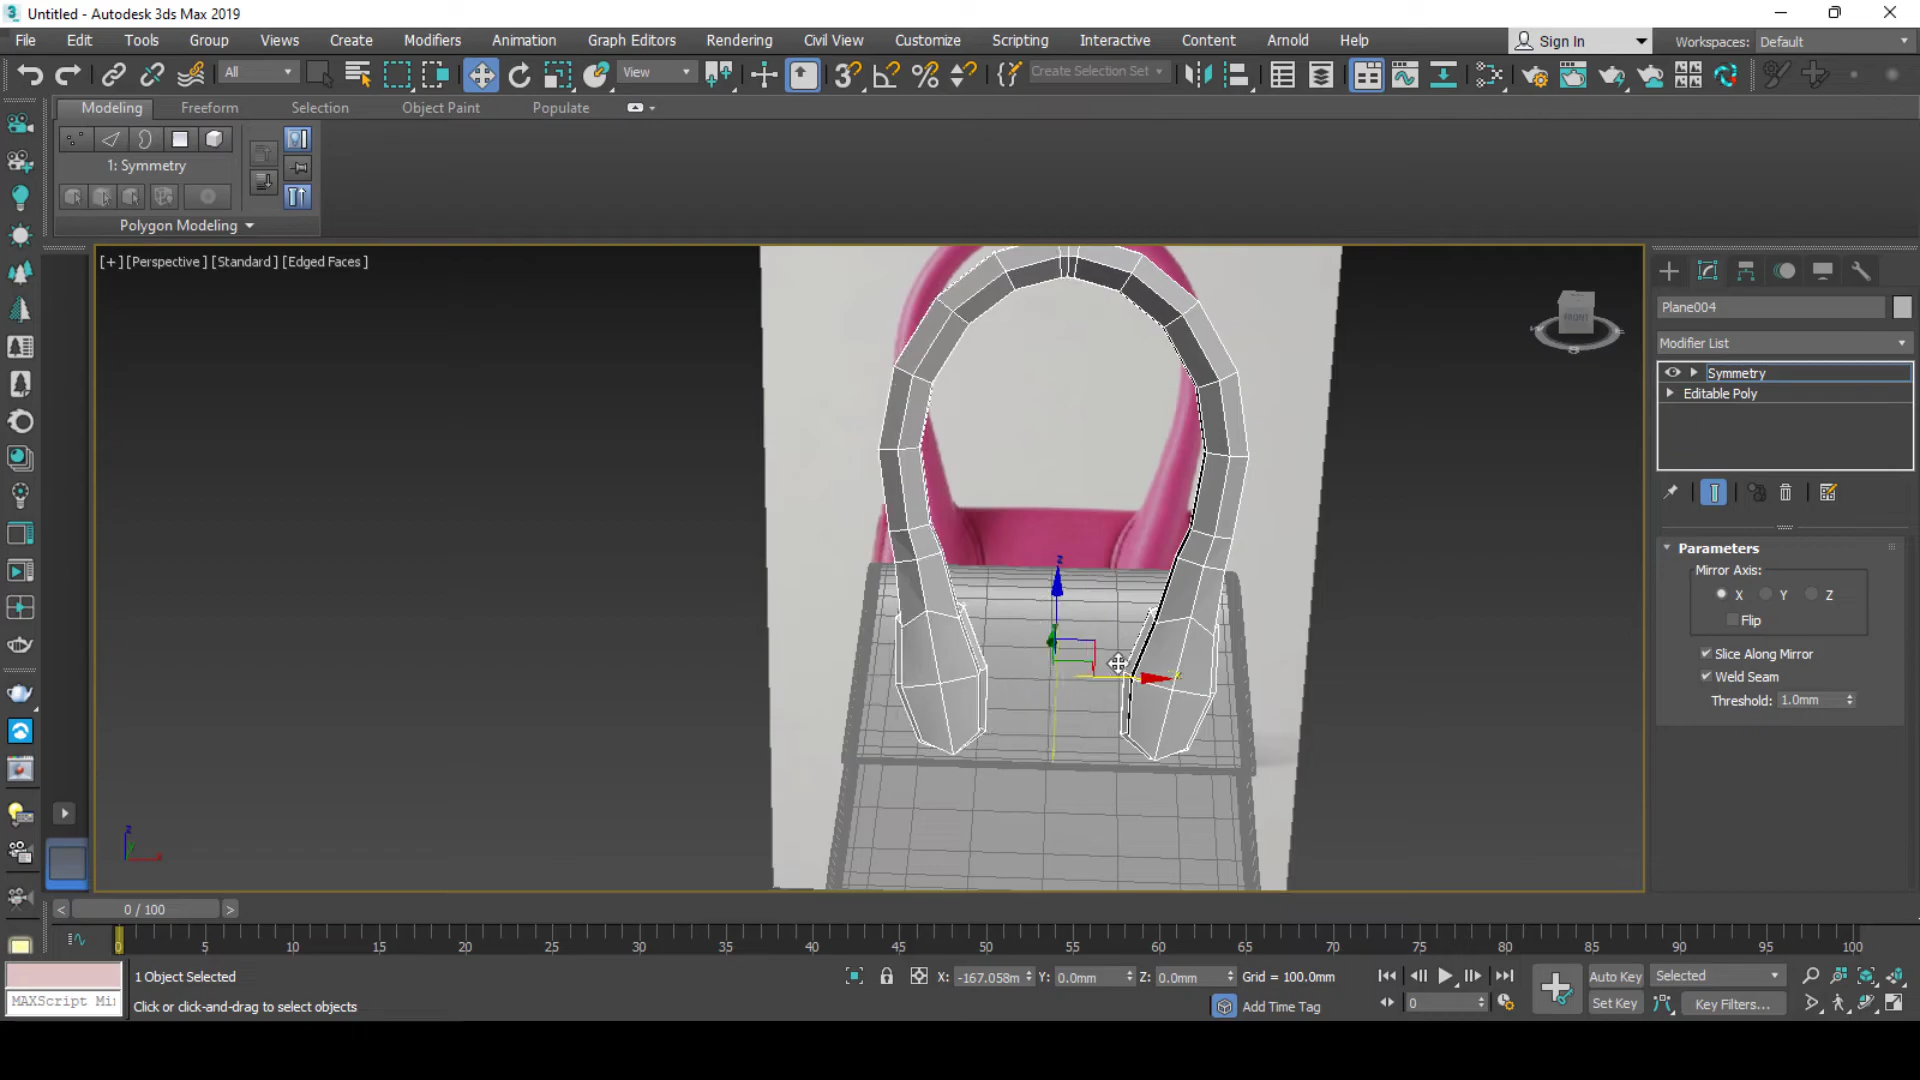 Untitled - Autodesk 3ds Max 2019
File Edit Tools Group Views Create Modifiers Animation Graph Editors Rendering Civil View Customize Scripting Interactive Content Arnold Help Sign In Workspaces: Default
All View Create Selection Set
Modeling Freeform Selection Object Paint Populate
1: Symmetry
Polygon Modeling
[+] [Perspective] [Standard] [Edged Faces]
FRONT
Plane004
Modifier List
Symmetry
Editable Poly
Parameters
Mirror Axis:
X Y Z
Flip
Slice Along Mirror
Weld Seam
Threshold: 1.0mm
z
x
z
x
< 0 / 100 >
0 5 10 15 20 25 30 35 40 45 50 55 60 65 70 75 80 85 90 95 100
1 Object Selected X: -167.058m Y: 0.0mm Z: 0.0mm Grid = 100.0mm Auto Key Selected
MAXScript Mi Click or click-and-drag to select objects Add Time Tag 0 Set Key Key Filters...